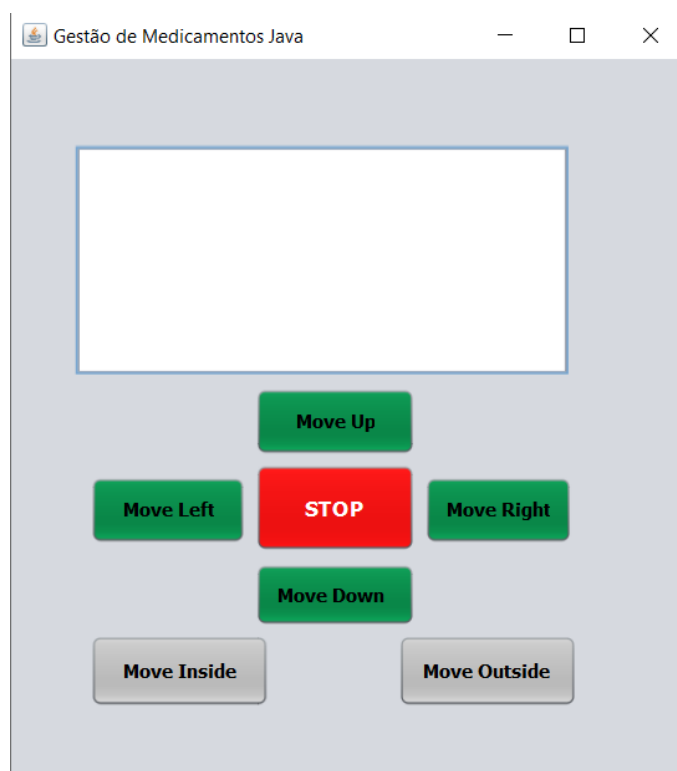 Gestão de Medicamentos Java
Move Up
Move Left
STOP
Move Right
Move Down
Move Inside
Move Outside